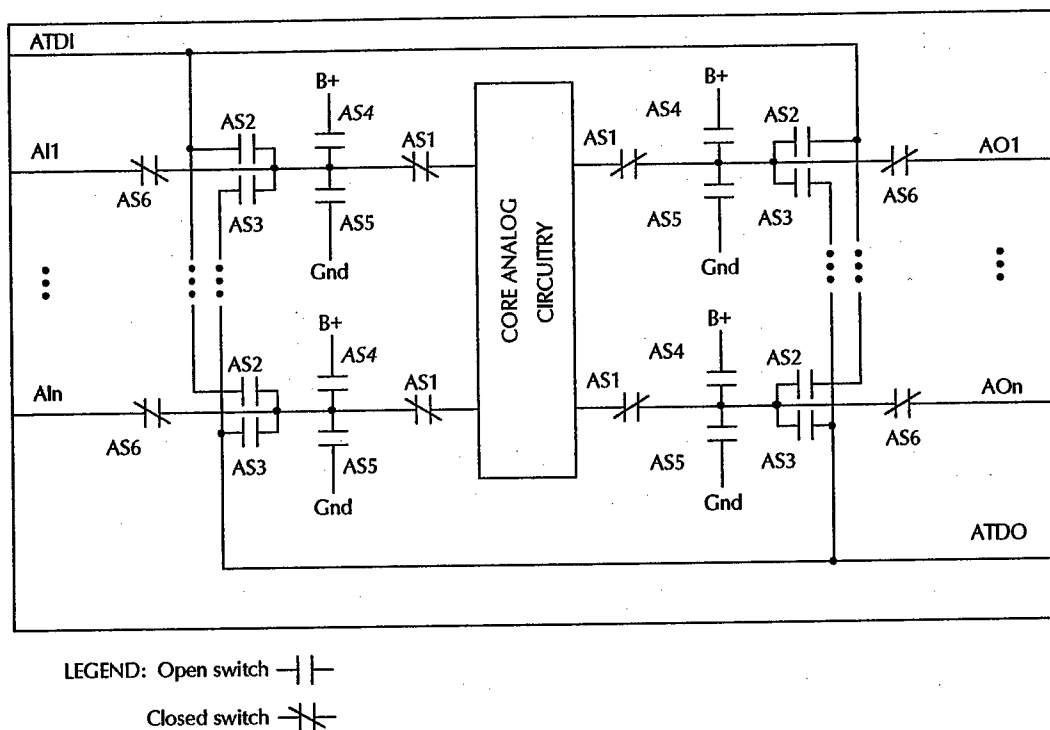 ATDI
B+ B+
AS2 AS4 AS4 AS2
AI1 AS1 AS1 AO1
AS6 AS3 AS5 AS5 AS3 AS6
Gnd Gnd
CORE ANALOG
CIRCUITRY
B+ B+
AS2 AS4 AS4 AS2
AIn AS1 AS1 AOn
AS6 AS3 AS5 AS5 AS3 AS6
Gnd Gnd
ATDO
LEGEND: Open switch
Closed switch